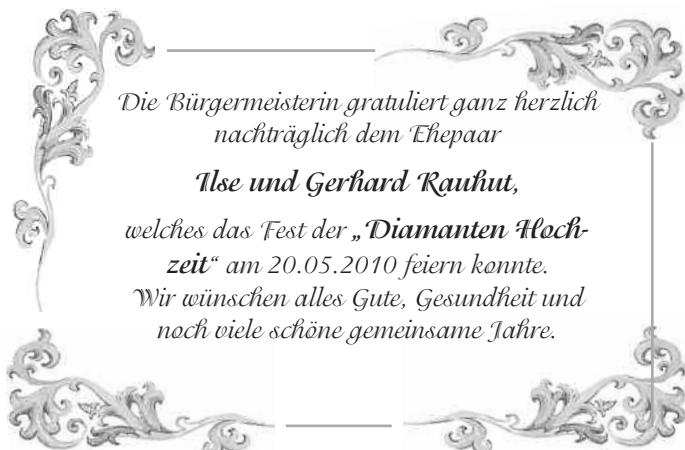 Die Bürgermeisterin gratuliert ganz herzlich
nachträglich dem Ehepaar
Ilse und Gerhard Rauhut,
welches das Fest der „Diamanten Hoch-
zeit“ am 20.05.2010 feiern konnte.
Wir wünschen alles Gute, Gesundheit und
noch viele schöne gemeinsame Jahre.